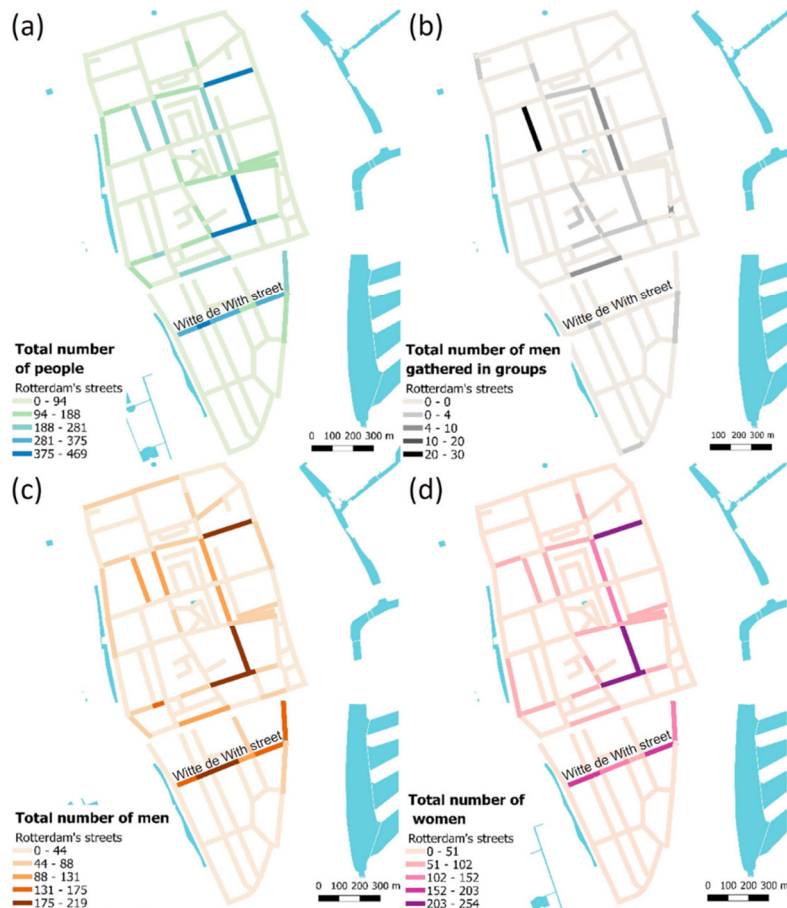 (a)
Witte de With street
Total number
of people
Rotterdam's streets
0 - 94
94 - 188
188 - 281
281 - 375
375 - 469
0 100 200 300 m
(b)
Witte de With street
Total number of men
gathered in groups
Rotterdam's streets
0 - 0
0 - 4
4 - 10
10 - 20
20 - 30
100 200 300 m
(c)
Witte de With street
Total number of men
Rotterdam's streets
0 - 44
44 - 88
88 - 131
131 - 175
175 - 219
0 100 200 300 m
(d)
Witte de With street
Total number of
women
Rotterdam's streets
0 - 51
51 - 102
102 - 152
152 - 203
203 - 254
0 100 200 300 m